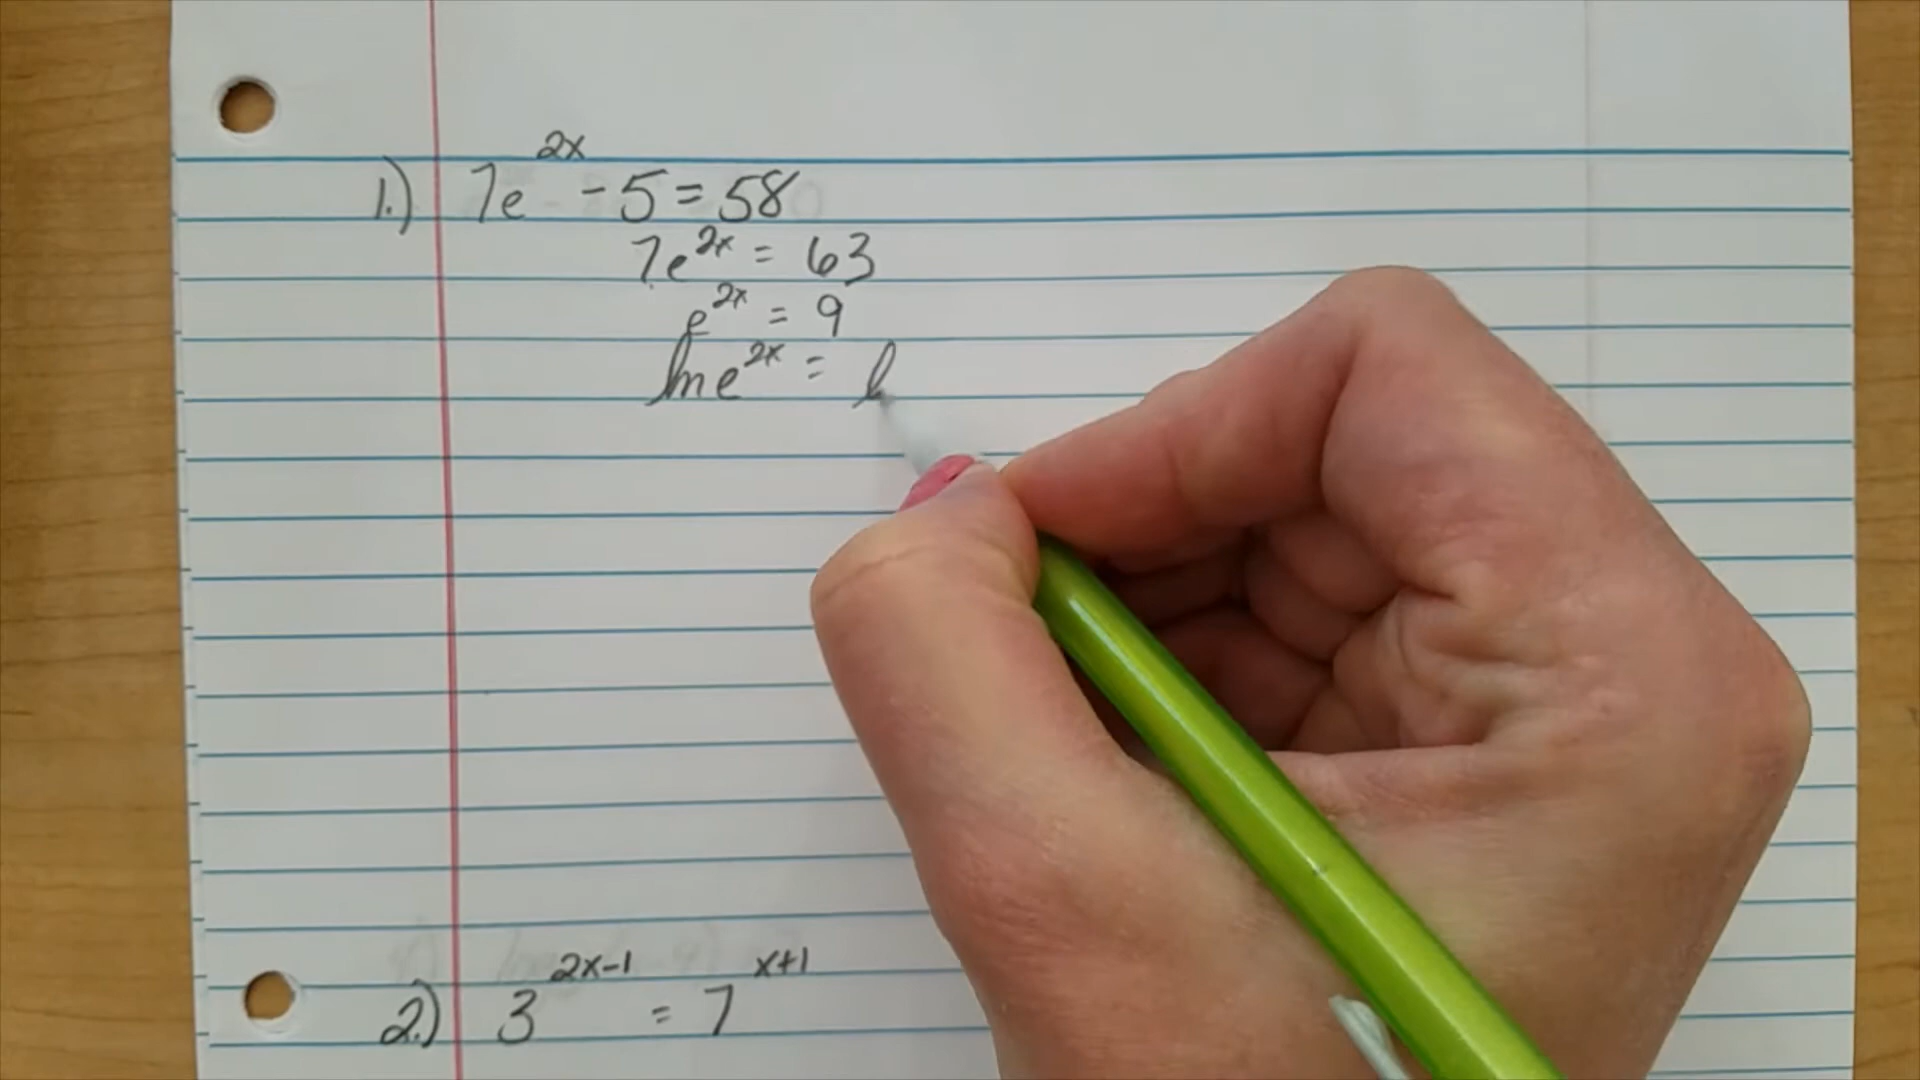 1.) 7e^2x - 5 = 58
7e^2x = 63
e^2x = 9
ln e^2x = l
2.) 3^2x-1 = 7^x+1